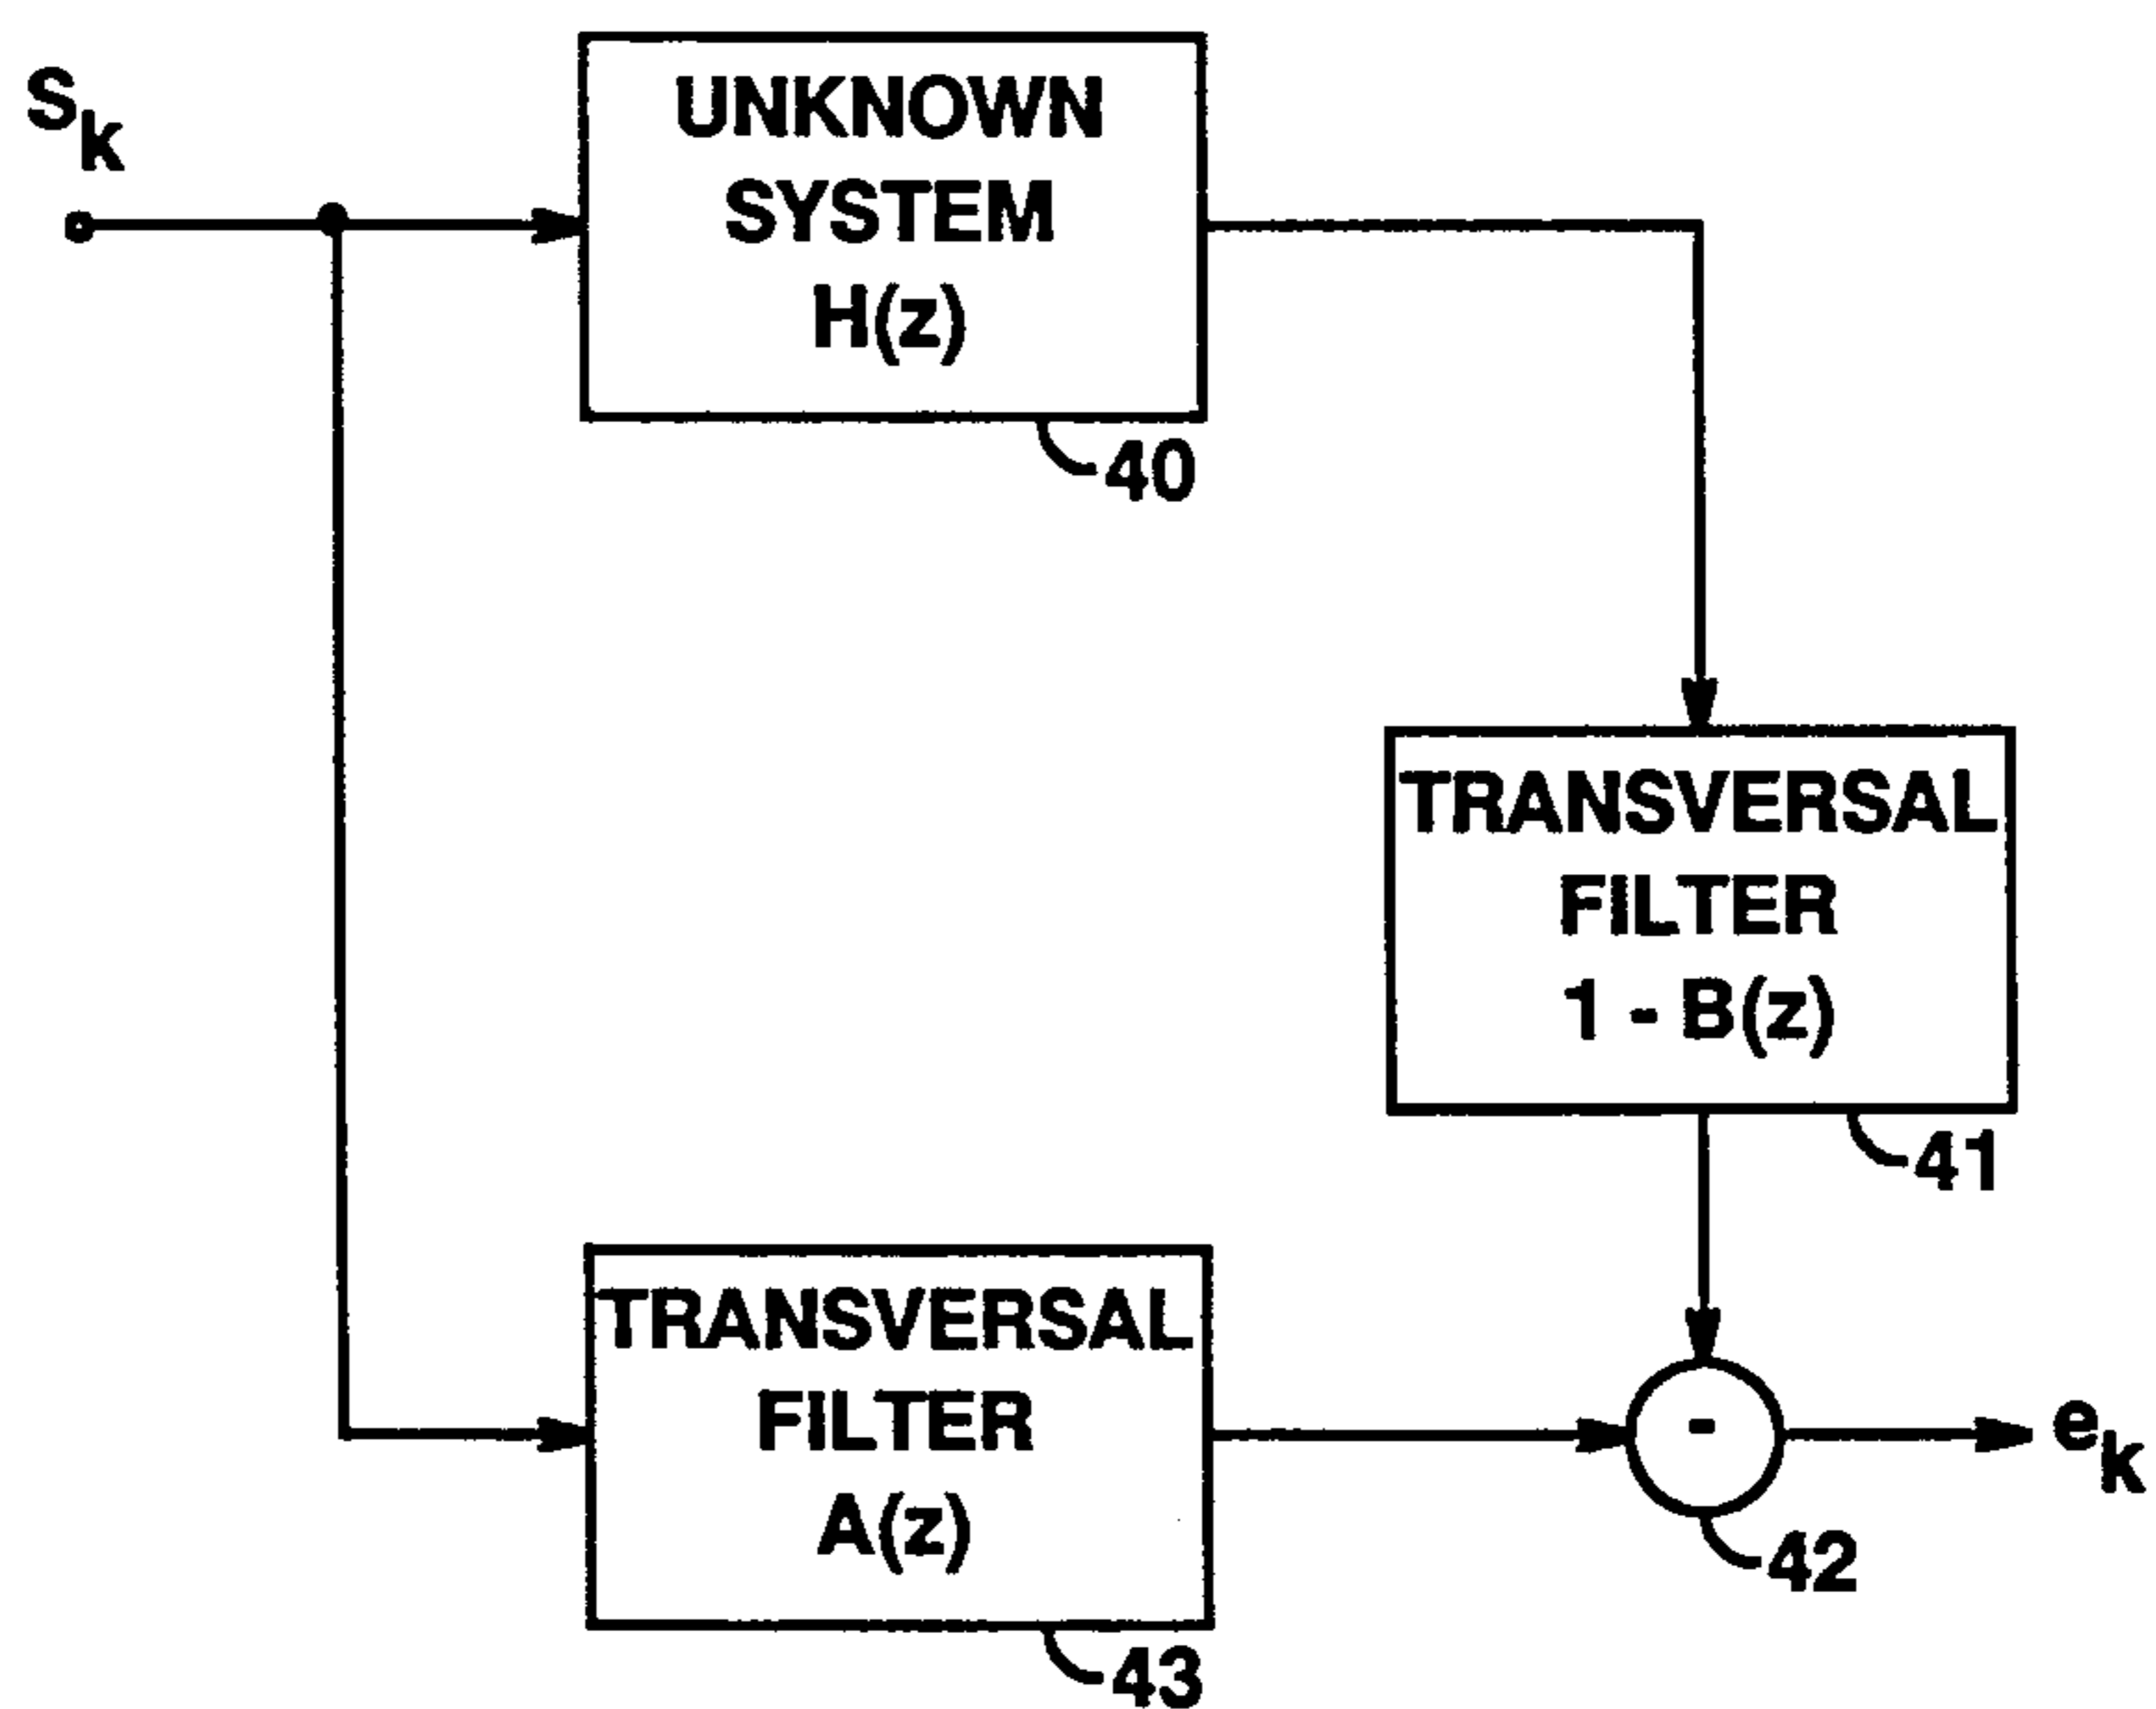 S_k
UNKNOWN
SYSTEM
H(z)
40
TRANSVERSAL
FILTER
1 - B(z)
41
TRANSVERSAL
FILTER
A(z)
43
-
e_k
42